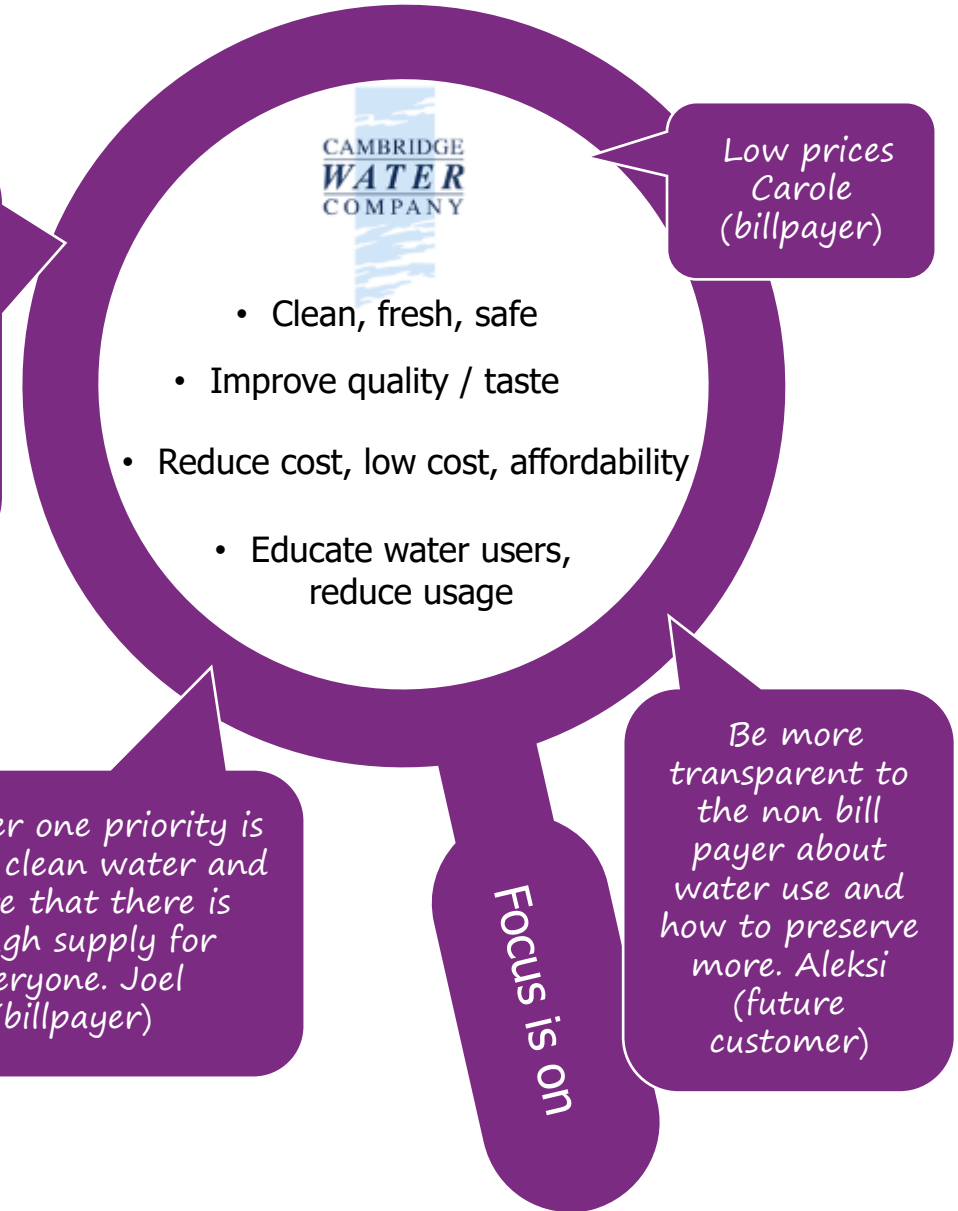 CAMBRIDGE
WATER
COMPANY
Low prices
Carole
(billpayer)
• Clean, fresh, safe
• Improve quality / taste
• Reduce cost, low cost, affordability
• Educate water users,
reduce usage
one priority is
clean water and
that there is
supply for
Joel
billpayer)
Be more
transparent to
the non bill
payer about
water use and
how to preserve
more. Aleksi
(future
customer)
Focus is on